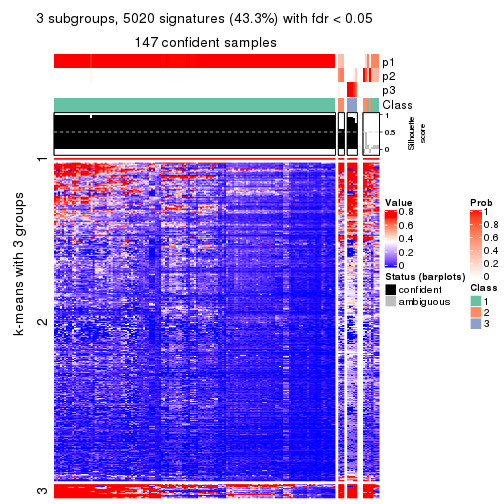 3 subgroups, 5020 signatures (43.3%) with fdr < 0.05
147 confident samples
p1
p2
p3
Class
1
0.5
0
Silhouette
score
k-means with 3 groups
1
2
3
Value
0.8
0.6
0.4
0.2
0
Status (barplots)
confident
ambiguous
Prob
1
0.8
0.6
0.4
0.2
0
Class
1
2
3